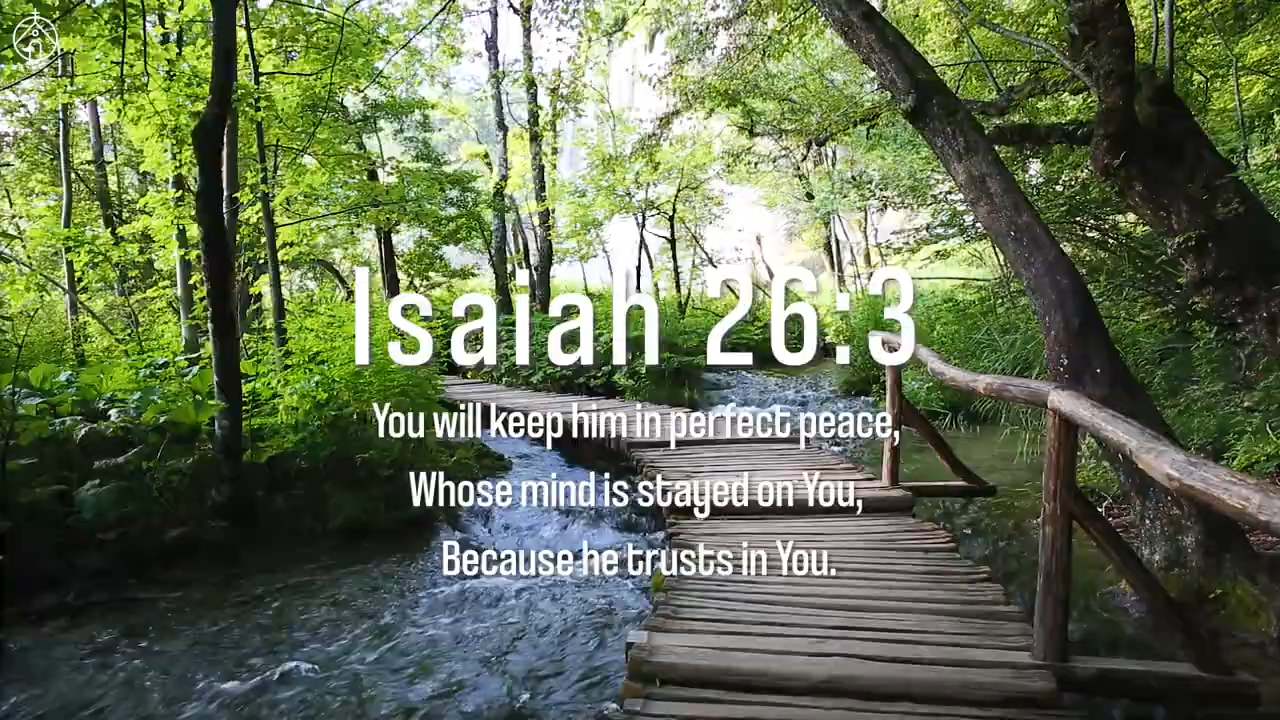 Isaiah 26:3
You will keep him in perfect peace,
Whose mind is stayed on You,
Because he trusts in You.